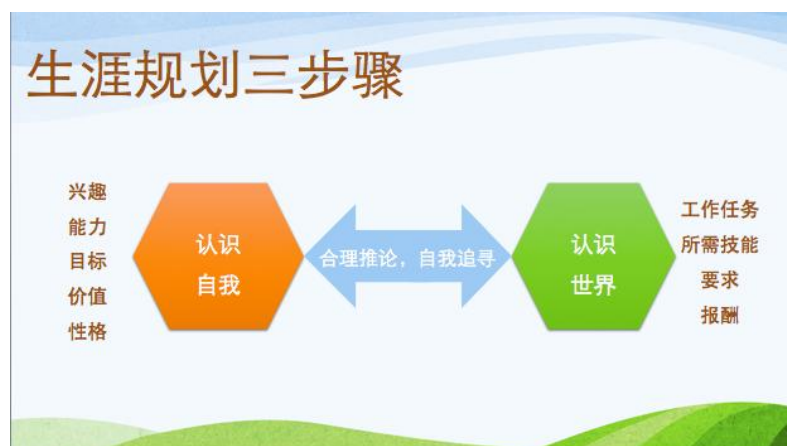 生涯规划三步骤
兴趣
能力
目标
价值
性格
认识
自我
合理推论，自我追寻
认识
世界
工作任务
所需技能
要求
报酬